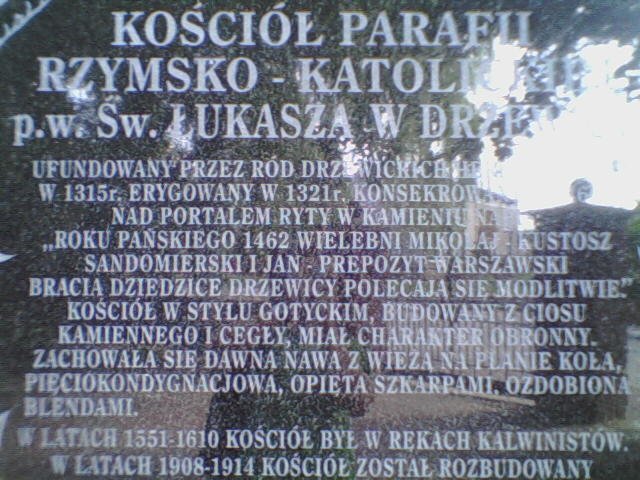 KOŚCIÓŁ PARAFII
RZYMSKO - KATOLICKIEJ
p.w. Św. ŁUKASZA W
UFUNDOWANY PRZEZ RÓD DRZEWICKICH
W 1315r. ERYGOWANY W 1321r. KONSEKROW
NAD PORTALEM RYTY W KAMIENIU NA
„ROKU PAŃSKIEGO 1462 WIELEBNI MIKOŁAJ - KUSTOSZ
SANDOMIERSKI I JAN - PREPOZYT WARSZAWSKI
BRACIA DZIEDZICE DRZEWICY POLECAJĄ SIĘ MODLITWIE."
KOŚCIÓŁ W STYLU GOTYCKIM, BUDOWANY Z CIOSU
KAMIENNEGO I CEGŁY, MIAŁ CHARAKTER OBRONNY.
ZACHOWAŁA SIĘ DAWNA NAWA Z WIEŻĄ NA PLANIE KOŁA,
PIĘCIOKONDYGNACJOWA, OPIĘTA SZKARPAMI, OZDOBIONA
BLENDAMI.
W LATACH 1551-1610 KOŚCIÓŁ BYŁ W RĘKACH KALWINISTÓW.
W LATACH 1908-1914 KOŚCIÓŁ ZOSTAŁ ROZBUDOWANY